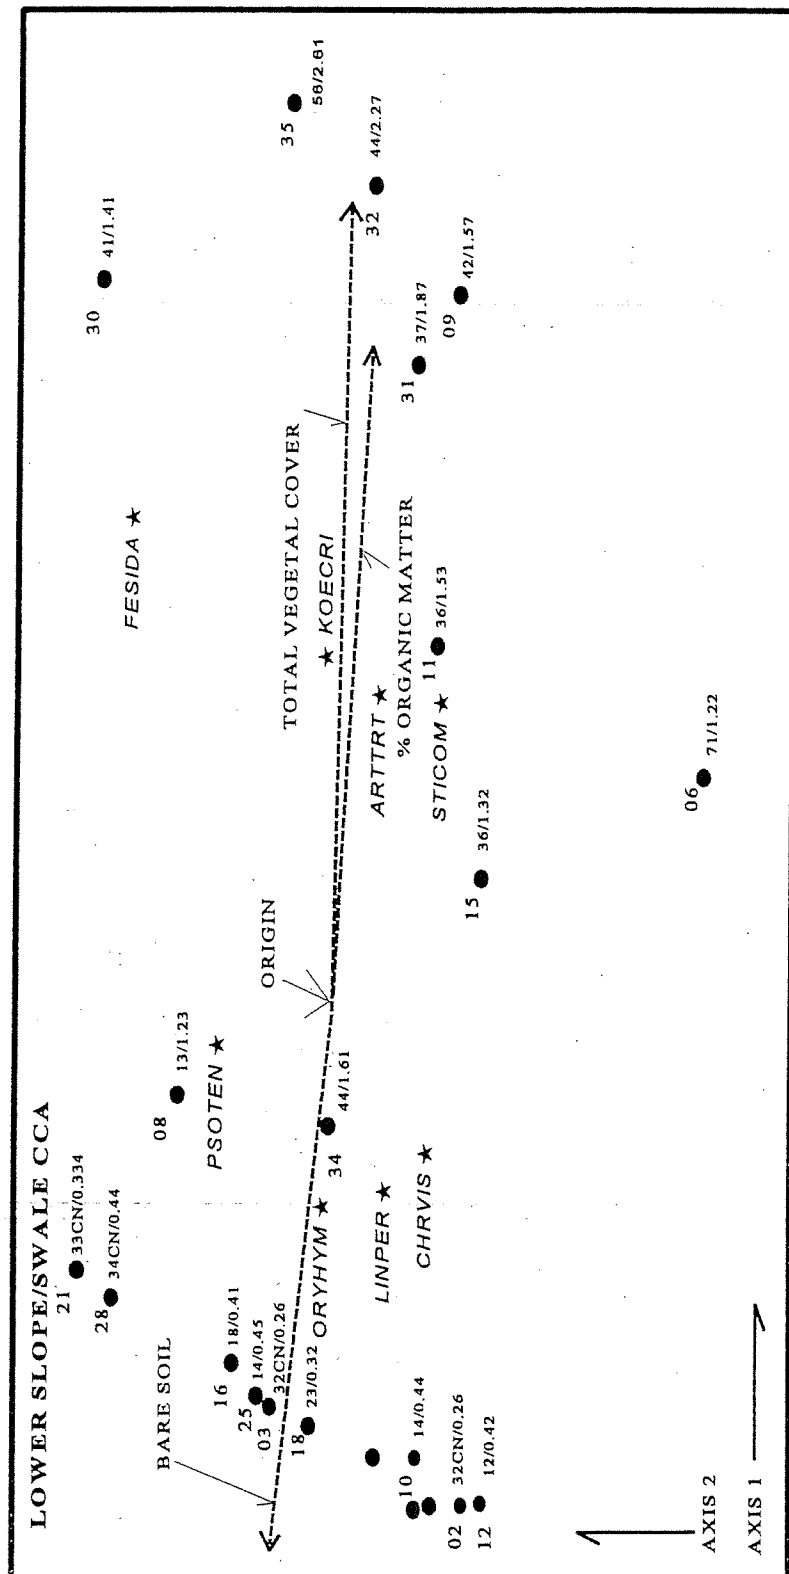 LOWER SLOPE/SWALE CCA
21
33CN/0.334
28
34CN/0.44
16
18/0.41
25
14/0.45
03
32CN/0.26
18
23/0.32
BARE SOIL
08
13/1.23
PSOTEN
ORIGIN
34
44/1.61
ORYHYM
LINPER
CHRVIS
10
14/0.44
02
32CN/0.26
12
12/0.42
FESIDA
30
41/1.41
35
32
44/2.27
TOTAL VEGETAL COVER
KOECRI
% ORGANIC MATTER
ARTTRT
STICOM
31
37/1.87
09
42/1.57
11
36/1.53
15
36/1.32
06
71/1.22
AXIS 2
AXIS 1